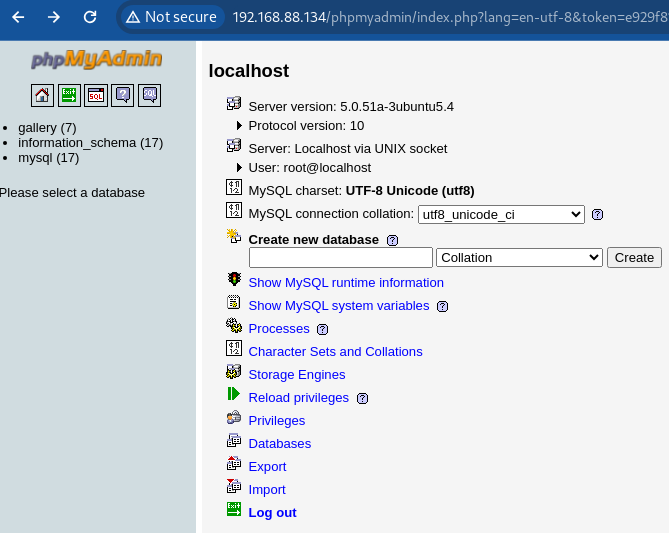 Not secure 192.168.88.134/phpmyadmin/index.php?lang=en-utf-8&token=e929f8
phpMyAdmin
Exit SQL ? SQL
gallery (7)
information_schema (17)
mysql (17)
Please select a database
localhost
Server version: 5.0.51a-3ubuntu5.4
Protocol version: 10
Server: Localhost via UNIX socket
User: root@localhost
MySQL charset: UTF-8 Unicode (utf8)
MySQL connection collation: utf8_unicode_ci ?
Create new database ?
Collation Create
Show MySQL runtime information
Show MySQL system variables ?
Processes ?
Character Sets and Collations
Storage Engines
Reload privileges ?
Privileges
Databases
Export
Import
Log out